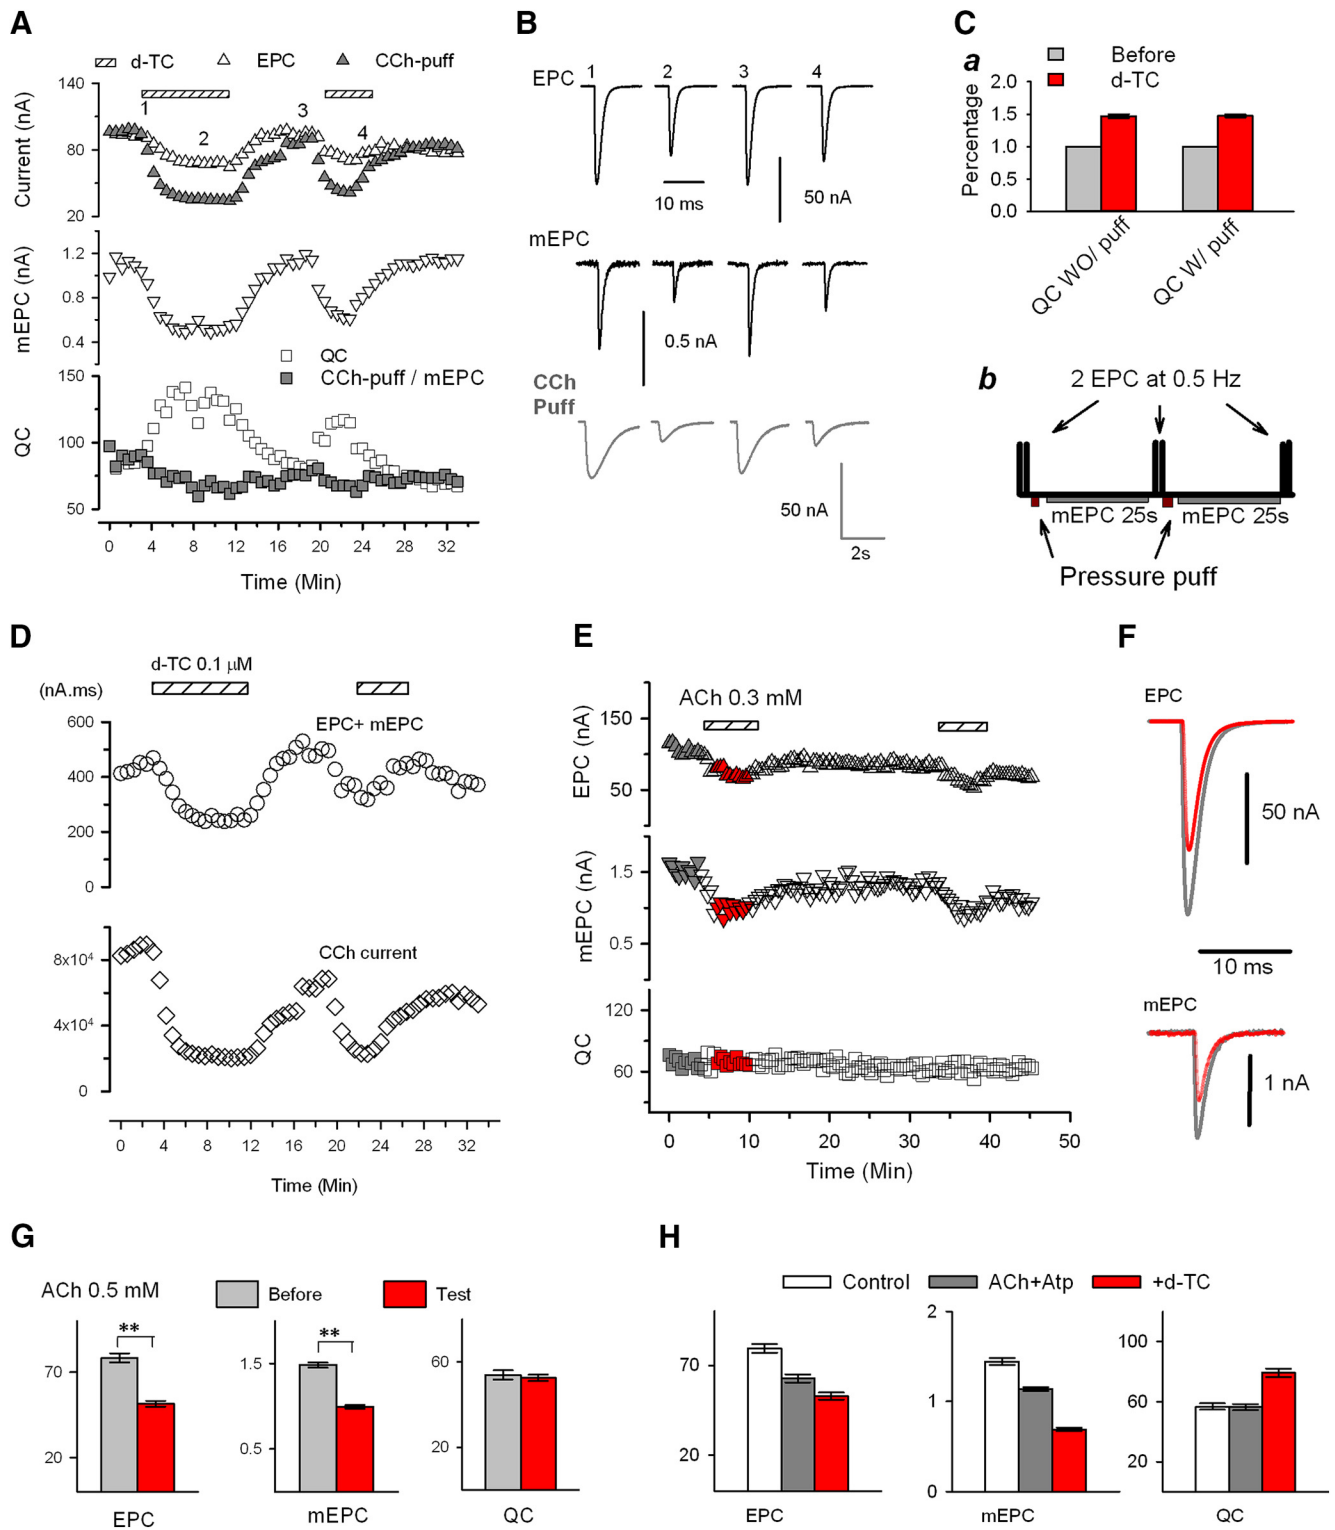 A
d-TC EPC CCh-puff
Current (nA)
140
80
20
1
2
3
4
mEPC (nA)
1.2
0.8
0.4
QC
CCh-puff / mEPC
QC
150
100
50
0 4 8 12 16 20 24 28 32
Time (Min)
B
EPC
1 2 3 4
10 ms
50 nA
mEPC
0.5 nA
CCh
Puff
50 nA
2s
C
a
Before
d-TC
Percentage
2.0
1.5
1.0
0.5
0.0
QC WO/ puff
QC W/ puff
b
2 EPC at 0.5 Hz
mEPC 25s mEPC 25s
Pressure puff
D
d-TC 0.1 µM
(nA.ms)
600
400
200
0
EPC+ mEPC
CCh current
8x10⁴
4x10⁴
0
0 4 8 12 16 20 24 28 32
Time (Min)
E
ACh 0.3 mM
EPC (nA)
150
50
mEPC (nA)
1.5
0.5
QC
120
60
0 10 20 30 40 50
Time (Min)
F
EPC
50 nA
10 ms
mEPC
1 nA
G
ACh 0.5 mM
Before Test
**
70
20
EPC
**
1.5
0.5
mEPC
60
20
QC
H
Control ACh+Atp +d-TC
70
20
EPC
2
1
0
mEPC
100
60
20
QC